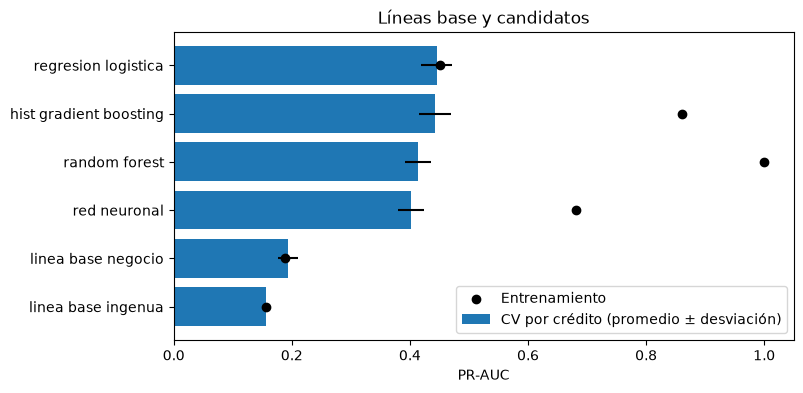 Líneas base y candidatos
regresion logistica
hist gradient boosting
random forest
red neuronal
linea base negocio
linea base ingenua
Entrenamiento
CV por crédito (promedio ± desviación)
0.0 0.2 0.4 0.6 0.8 1.0
PR-AUC